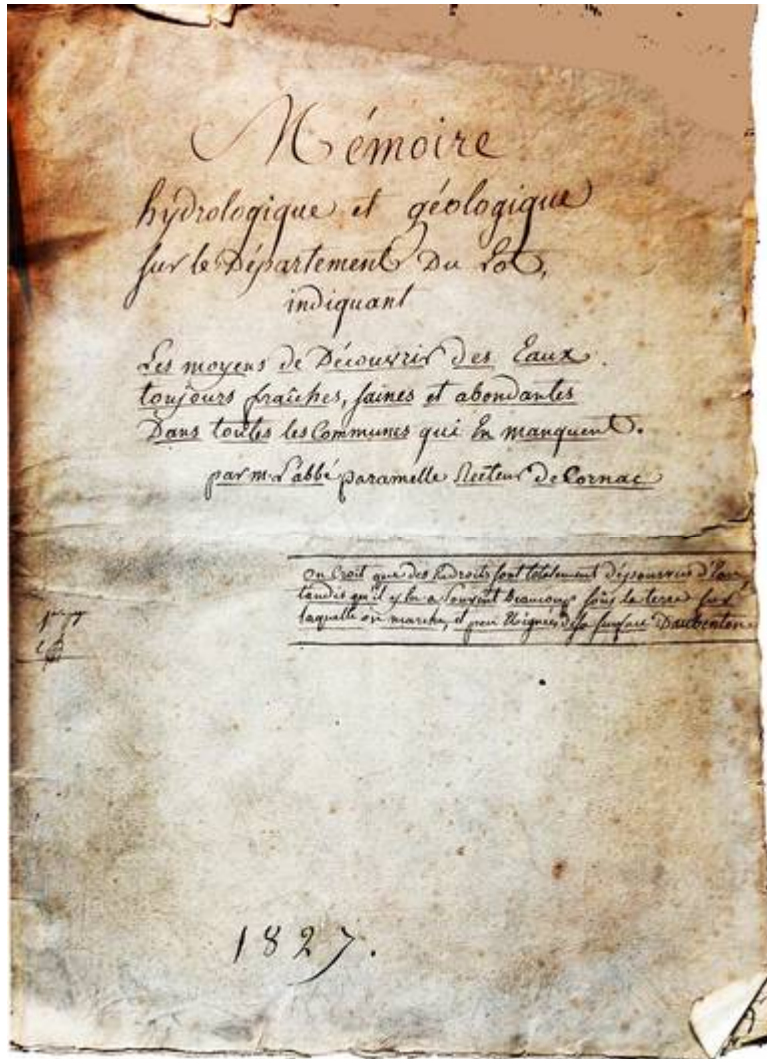 Mémoire
hydrologique et géologique
sur le Département Du Lot,
indiquant
Les moyens de Découvrir des Eaux
toujours fraîches, saines et abondantes
Dans toutes les Communes qui En manquent.
par mr. L'abbé paramelle Recteur De Cornac
on Croit que des Endroits sont totalement Dépourvus d'Eau,
tandis qu'il y En a souvent Beaucoup sous la terre sur
laquelle on marche, et peu Eloignée De sa surface Daubenton
1827.